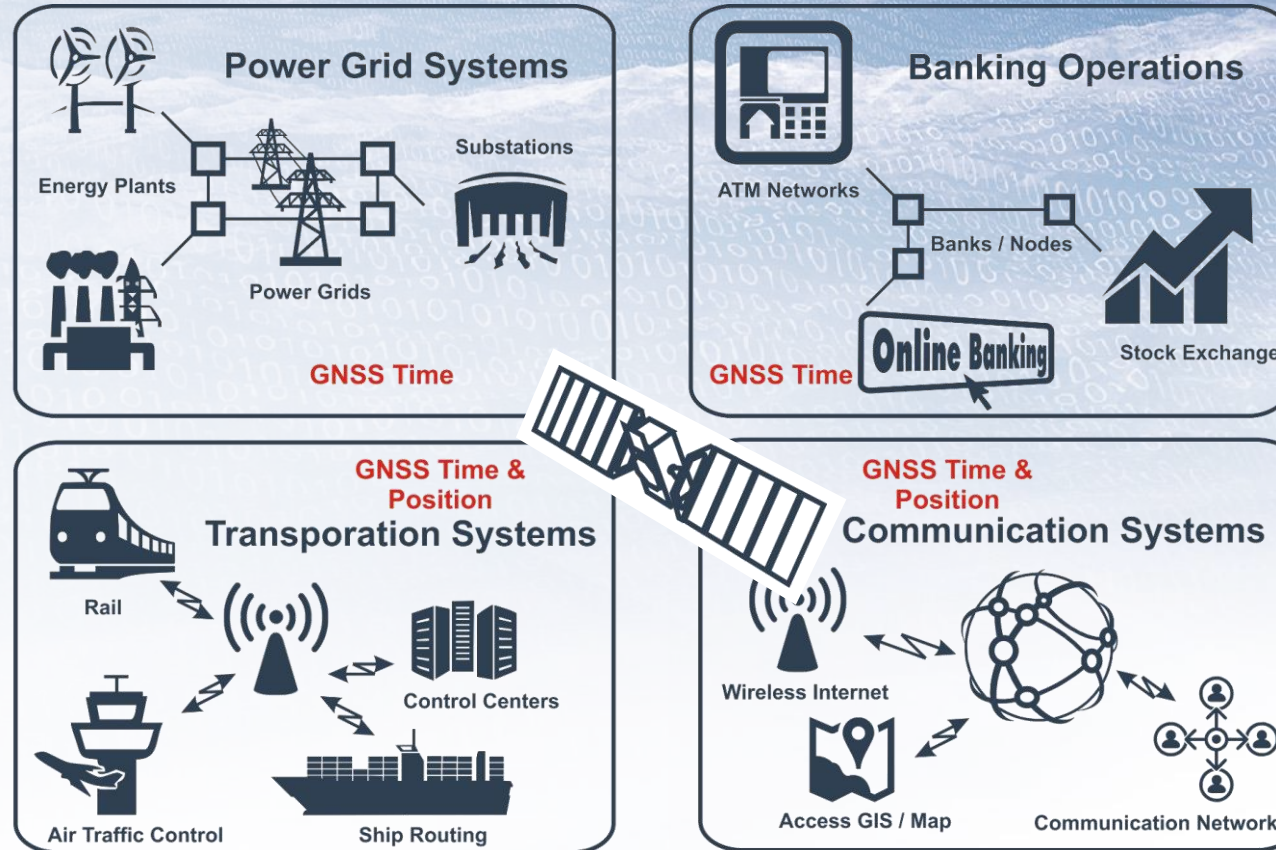 Power Grid Systems
Energy Plants
Substations
Power Grids
GNSS Time
Banking Operations
ATM Networks
Banks / Nodes
Online Banking
Stock Exchange
GNSS Time
GNSS Time &
Position
Transporation Systems
Rail
Control Centers
Air Traffic Control
Ship Routing
GNSS Time &
Position
Communication Systems
Wireless Internet
Access GIS / Map
Communication Network